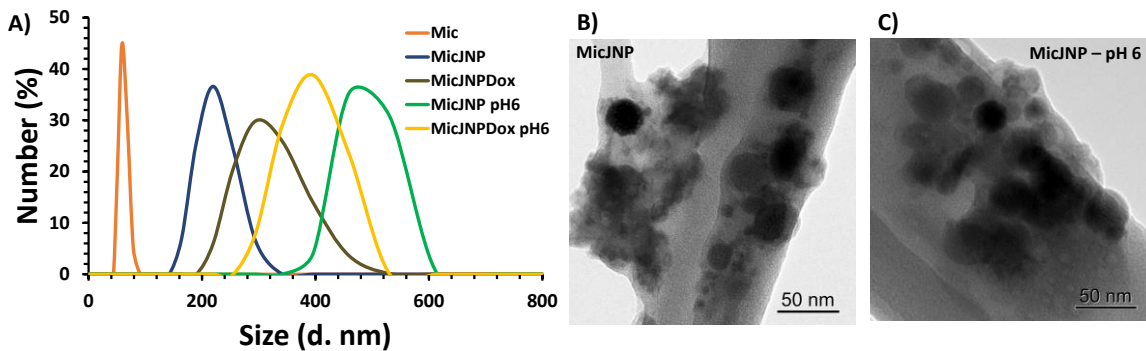 A)
Number (%)
50
40
30
20
10
0
0 200 400 600 800
Size (d. nm)
Mic
MicJNP
MicJNPDox
MicJNP pH6
MicJNPDox pH6
B)
MicJNP
50 nm
C)
MicJNP – pH 6
50 nm